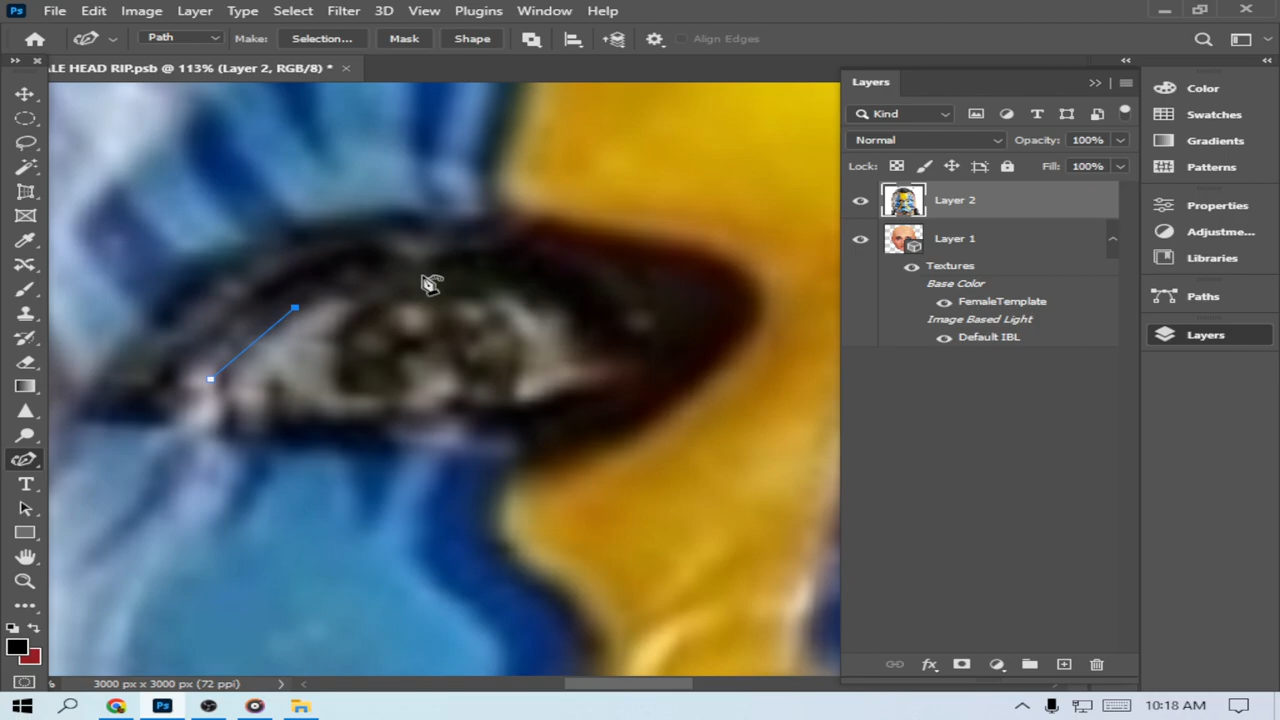 Ps File Edit Image Layer Type Select Filter 3D View Plugins Window Help
Path Make: Selection... Mask Shape Align Edges
ALE HEAD RIP.psb @ 113% (Layer 2, RGB/8) *
Layers
Kind
Normal Opacity: 100%
Lock: Fill: 100%
Layer 2
Layer 1
Textures
Base Color
FemaleTemplate
Image Based Light
Default IBL
Color
Swatches
Gradients
Patterns
Properties
Adjustme...
Libraries
Paths
Layers
% 3000 px x 3000 px (72 ppi)
Ps 10:18 AM